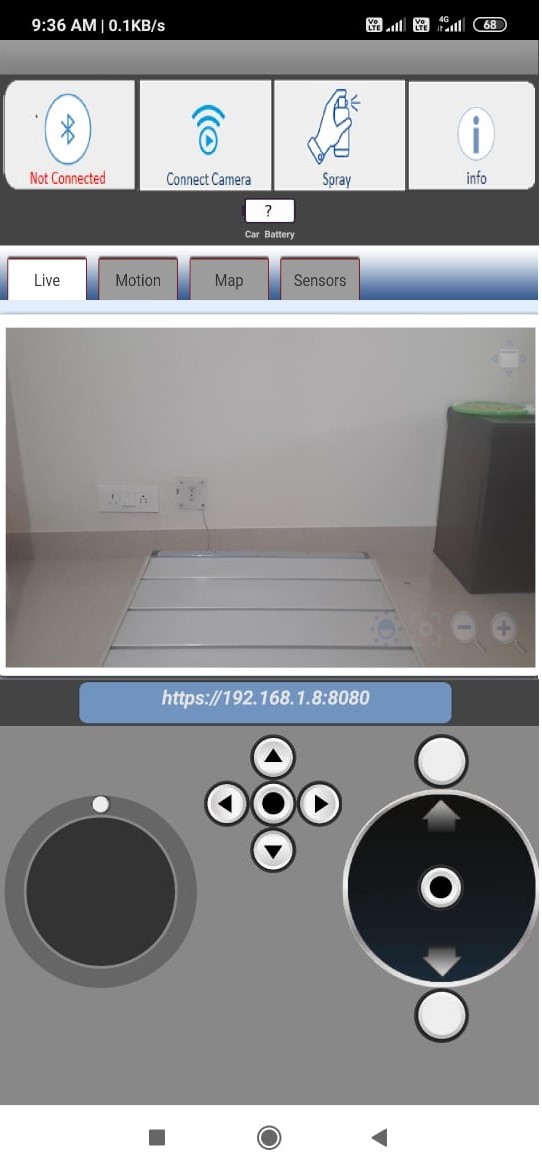 9:36 AM | 0.1KB/s
Vo LTE Vo LTE 4G 68
Not Connected Connect Camera Spray info
?
Car Battery
Live Motion Map Sensors
https://192.168.1.8:8080